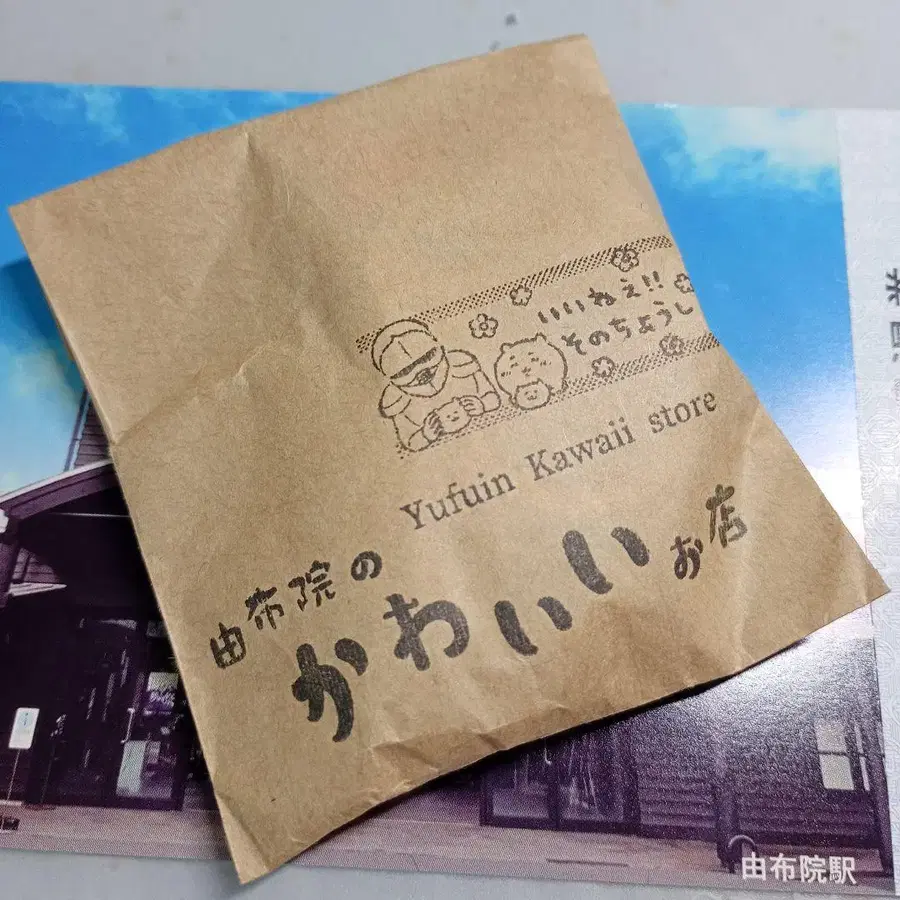 いいねえ!!
そのちょうし
Yufuin Kawaii store
由布院の
かわいい
お店
由布院駅